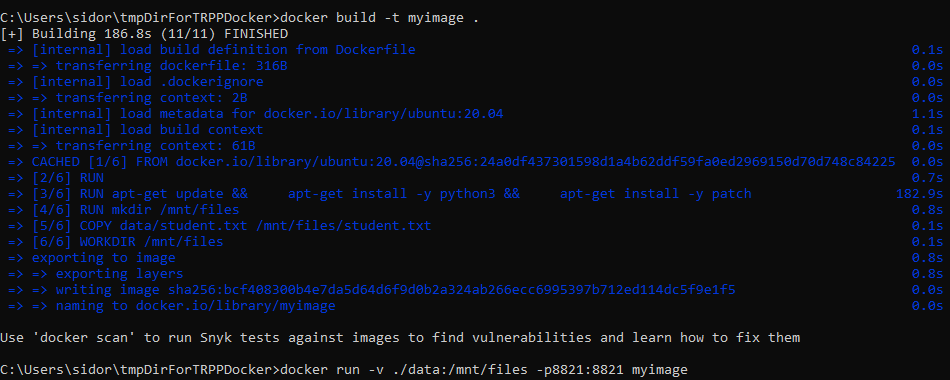 C:\Users\sidor\tmpDirForTRPPDocker>docker build -t myimage .
[+] Building 186.8s (11/11) FINISHED
=> [internal] load build definition from Dockerfile 0.1s
=> => transferring dockerfile: 316B 0.0s
=> [internal] load .dockerignore 0.0s
=> => transferring context: 2B 0.0s
=> [internal] load metadata for docker.io/library/ubuntu:20.04 1.1s
=> [internal] load build context 0.1s
=> => transferring context: 61B 0.0s
=> CACHED [1/6] FROM docker.io/library/ubuntu:20.04@sha256:24a0df437301598d1a4b62ddf59fa0ed2969150d70d748c84225 0.0s
=> [2/6] RUN 0.7s
=> [3/6] RUN apt-get update &&     apt-get install -y python3 &&     apt-get install -y patch 182.9s
=> [4/6] RUN mkdir /mnt/files 0.8s
=> [5/6] COPY data/student.txt /mnt/files/student.txt 0.1s
=> [6/6] WORKDIR /mnt/files 0.1s
=> exporting to image 0.8s
=> => exporting layers 0.8s
=> => writing image sha256:bcf408300b4e7da5d64d6f9d0b2a324ab266ecc6995397b712ed114dc5f9e1f5 0.0s
=> => naming to docker.io/library/myimage 0.0s
Use 'docker scan' to run Snyk tests against images to find vulnerabilities and learn how to fix them
C:\Users\sidor\tmpDirForTRPPDocker>docker run -v ./data:/mnt/files -p8821:8821 myimage